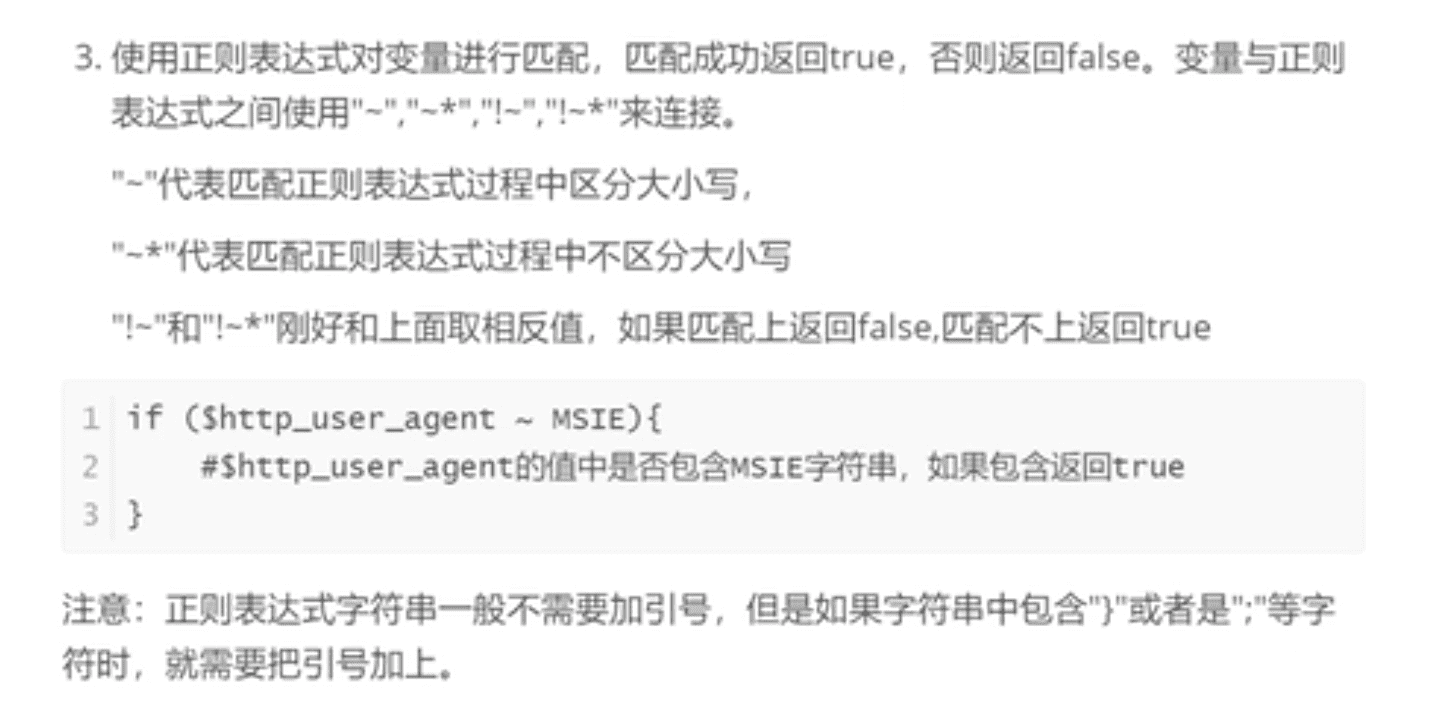 3. 使用正则表达式对变量进行匹配，匹配成功返回true，否则返回false。变量与正则
表达式之间使用"~","~*","!~","!~*"来连接。
"~"代表匹配正则表达式过程中区分大小写，
"~*"代表匹配正则表达式过程中不区分大小写
"!~"和"!~*"刚好和上面取相反值，如果匹配上返回false,匹配不上返回true
1 if ($http_user_agent ~ MSIE){
2     #$http_user_agent的值中是否包含MSIE字符串，如果包含返回true
3 }
注意：正则表达式字符串一般不需要加引号，但是如果字符串中包含"}"或者是";"等字
符时，就需要把引号加上。